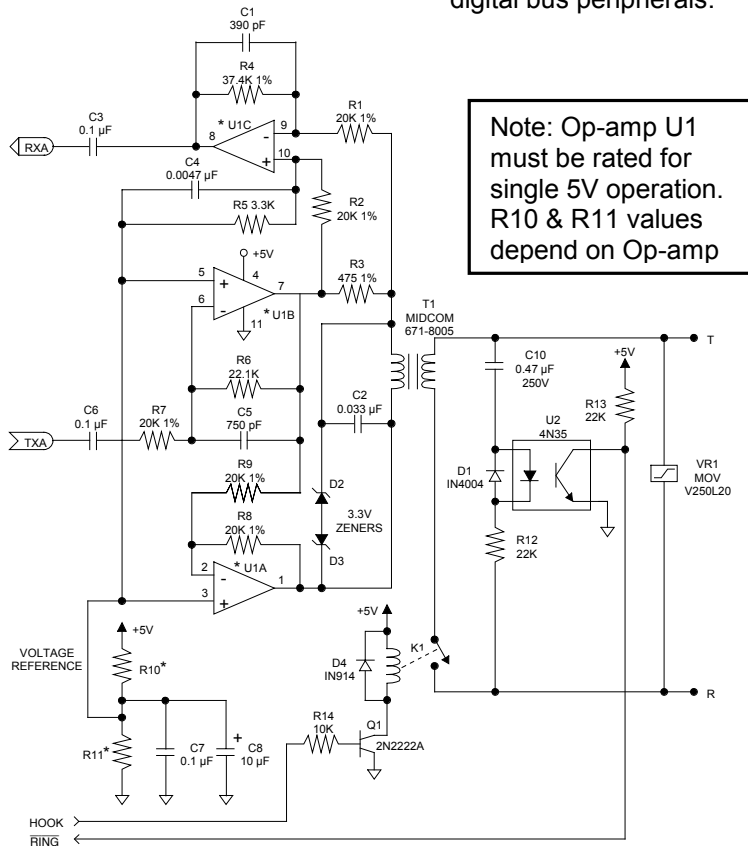 digital bus peripherals.
C1
390 pF
R4
37.4K 1%
R1
20K 1%
C3
0.1 µF
* U1C
8
9
10
RXA
C4
0.0047 µF
R5 3.3K
R2
20K 1%
Note: Op-amp U1
must be rated for
single 5V operation.
R10 & R11 values
depend on Op-amp
+5V
5
4
7
6
11
* U1B
R3
475 1%
T1
MIDCOM
671-8005
T
R6
22.1K
C10
0.47 µF
250V
+5V
R13
22K
C6
0.1 µF
R7
20K 1%
C5
750 pF
C2
0.033 µF
U2
4N35
TXA
R9
20K 1%
D2
D1
IN4004
VR1
MOV
V250L20
R8
20K 1%
3.3V
ZENERS
D3
R12
22K
2
* U1A
1
3
+5V
VOLTAGE
REFERENCE
R10*
+5V
D4
IN914
K1
R
R14
10K
Q1
2N2222A
R11*
C7
0.1 µF
+
C8
10 µF
HOOK
RING